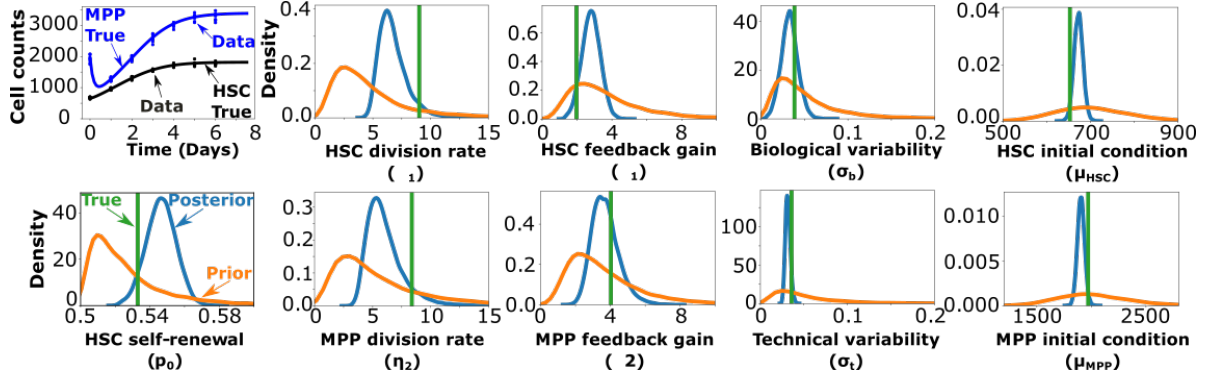 Cell counts
3000
2000
1000
0
MPP
True
Data
Data
HSC
True
0 2 4 6 8
Time (Days)
Density
0.4
0.2
0.0
0 5 10 15
HSC division rate
( 1)
0.75
0.50
0.25
0.00
0 4 8
HSC feedback gain
( 1)
40
20
0
0 0.1 0.2
Biological variability
(σb)
0.04
0.02
0.00
500 700 900
HSC initial condition
(μHSC)
Density
40
20
0
True
Posterior
Prior
0.5 0.54 0.58
HSC self-renewal
(p0)
0.3
0.2
0.1
0.0
0 5 10 15
MPP division rate
(η2)
0.4
0.2
0.0
0 4 8
MPP feedback gain
( 2)
100
50
0
0 0.1 0.2
Technical variability
(σt)
0.010
0.005
0.000
1500 2500
MPP initial condition
(μMPP)